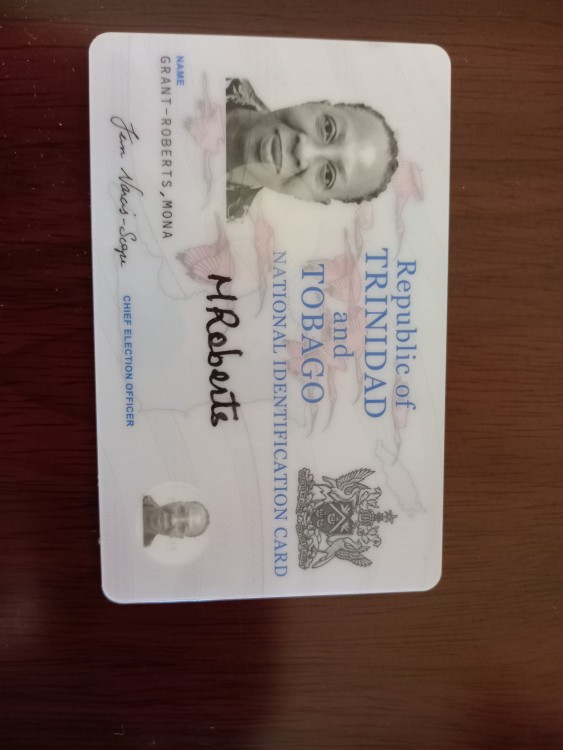 Republic of
TRINIDAD
and
TOBAGO
NATIONAL IDENTIFICATION CARD
MRoberts
NAME
GRANT-ROBERTS,MONA
CHIEF ELECTION OFFICER